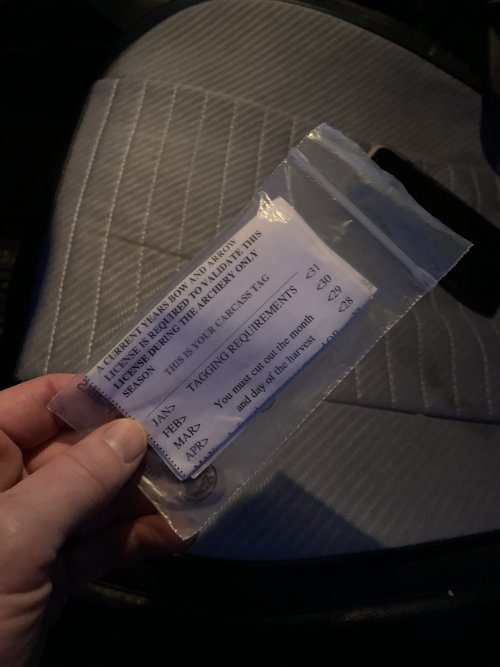 A CURRENT YEARS BOW AND ARROW
LICENSE IS REQUIRED TO VALIDATE THIS
LICENSE DURING THE ARCHERY ONLY
SEASON
THIS IS YOUR CARCASS TAG
TAGGING REQUIREMENTS
JAN> <31
FEB> You must cut out the month <30
MAR> and day of the harvest <29
APR> <28